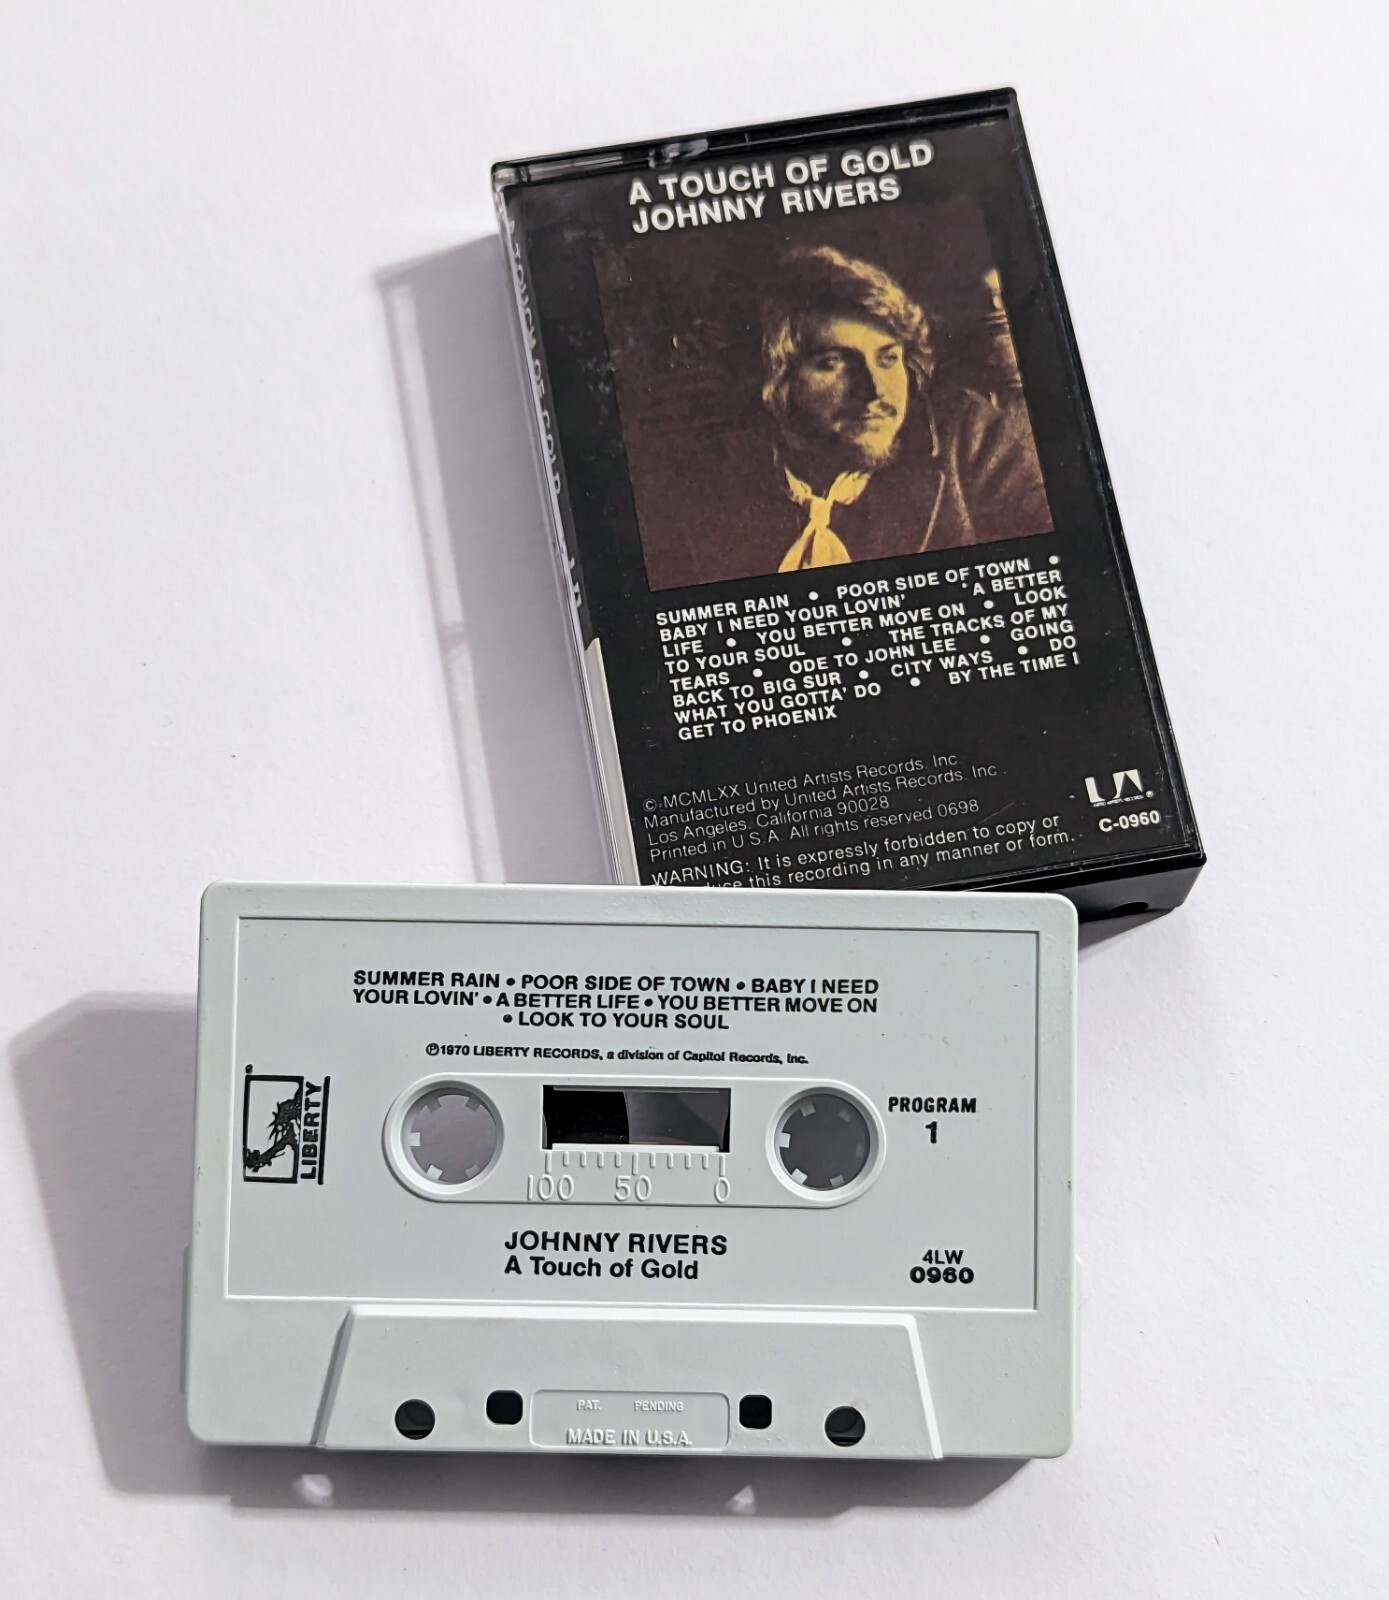 A TOUCH OF GOLD
JOHNNY RIVERS
A TOUCH OF GOLD
SUMMER RAIN • POOR SIDE OF TOWN •
BABY I NEED YOUR LOVIN' ' A BETTER
LIFE • YOU BETTER MOVE ON • LOOK
TO YOUR SOUL • THE TRACKS OF MY
TEARS • ODE TO JOHN LEE • GOING
BACK TO BIG SUR • CITY WAYS • DO
WHAT YOU GOTTA' DO • BY THE TIME I
GET TO PHOENIX
© MCMLXX United Artists Records, Inc
Manufactured by United Artists Records, Inc.
Los Angeles, California 90028
Printed in U.S.A. All rights reserved 0698
WARNING: It is expressly forbidden to copy or
this recording in any manner or form.
UA
C-0960
SUMMER RAIN • POOR SIDE OF TOWN • BABY I NEED
YOUR LOVIN' • A BETTER LIFE • YOU BETTER MOVE ON
• LOOK TO YOUR SOUL
℗1970 LIBERTY RECORDS, a division of Capitol Records, Inc.
LIBERTY
PROGRAM
1
100 50 0
JOHNNY RIVERS
A Touch of Gold
4LW
0960
PAT. PENDING
MADE IN U.S.A.